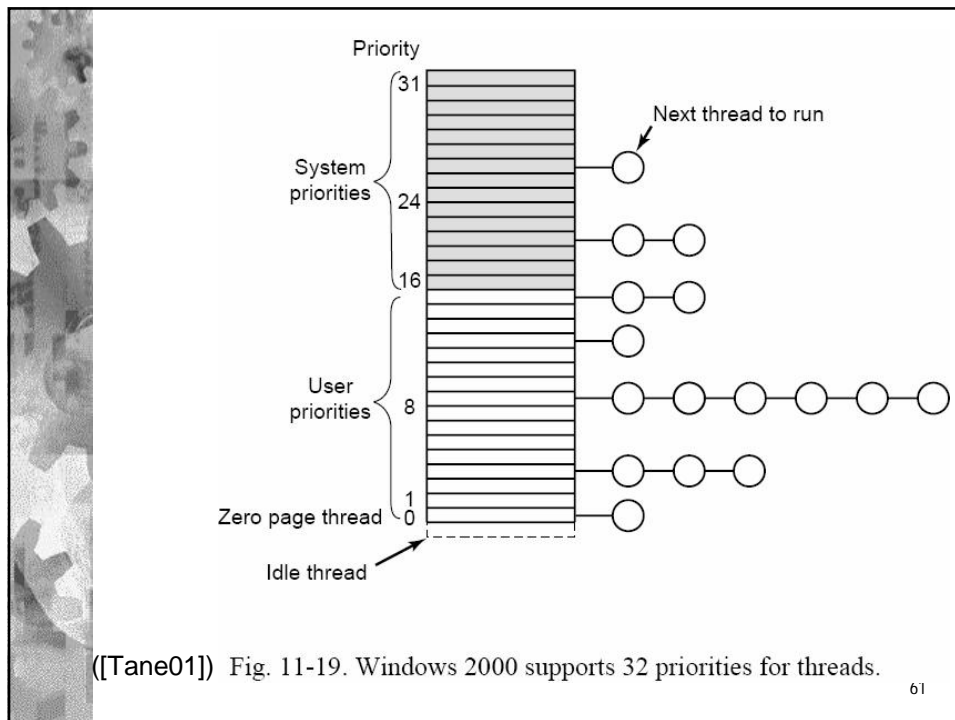 Priority
31
Next thread to run
System
priorities
24
16
User
priorities
8
1
Zero page thread 0
Idle thread
([Tane01]) Fig. 11-19. Windows 2000 supports 32 priorities for threads.
61